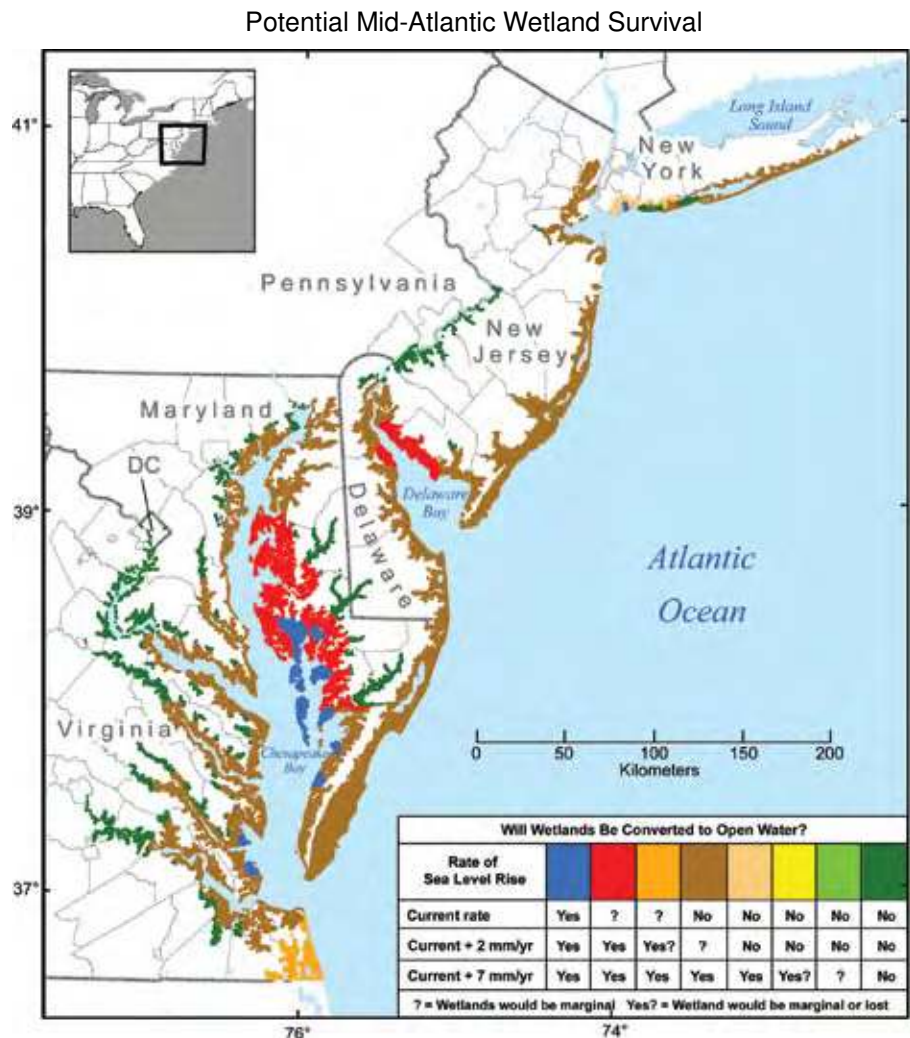 Potential Mid-Atlantic Wetland Survival
41°
Long Island
Sound
New
York
Pennsylvania
New
Jersey
Maryland
DC
39°
Delaware
Bay
Delaware
Atlantic
Ocean
Virginia
Chesapeake
Bay
0 50 100 150 200
Kilometers
37°
Will Wetlands Be Converted to Open Water?
Rate of
Sea Level Rise
Current rate Yes ? ? No No No No No
Current + 2 mm/yr Yes Yes Yes? ? No No No No
Current + 7 mm/yr Yes Yes Yes Yes Yes Yes? ? No
? = Wetlands would be marginal Yes? = Wetland would be marginal or lost
76° 74°